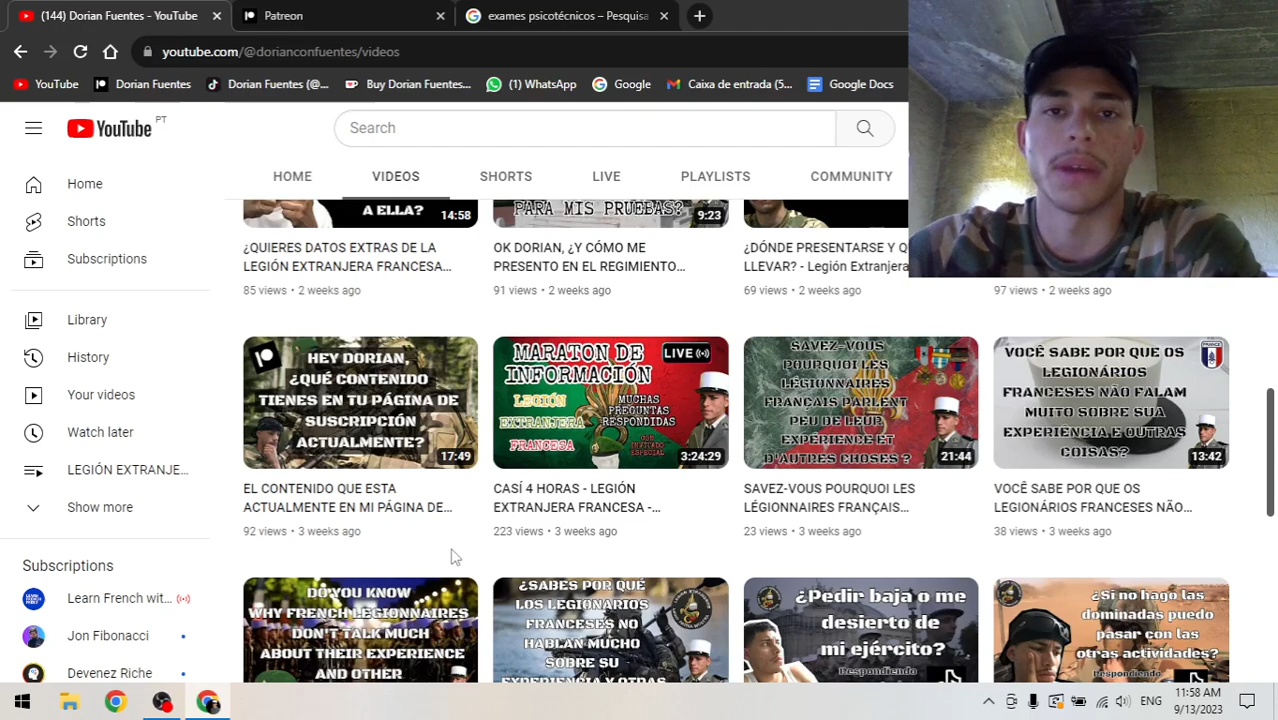 (144) Dorian Fuentes - YouTube
Patreon
exames psicotécnicos – Pesquisa
youtube.com/@dorianconfuentes/videos
YouTube
Dorian Fuentes
Dorian Fuentes (@...
Buy Dorian Fuentes...
(1) WhatsApp
Google
Caixa de entrada (5...
Google Docs
YouTube PT
Search
HOME
VIDEOS
SHORTS
LIVE
PLAYLISTS
COMMUNITY
Home
Shorts
Subscriptions
Library
History
Your videos
Watch later
LEGIÓN EXTRANJE...
Show more
Subscriptions
Learn French wit...
Jon Fibonacci
Devenez Riche
A ELLA?
14:58
PARA MIS PRUEBAS?
9:23
¿QUIERES DATOS EXTRAS DE LA
LEGIÓN EXTRANJERA FRANCESA...
85 views • 2 weeks ago
OK DORIAN, ¿Y CÓMO ME
PRESENTO EN EL REGIMIENTO...
91 views • 2 weeks ago
¿DÓNDE PRESENTARSE Y Q
LLEVAR? - Legión Extranjera
69 views • 2 weeks ago
97 views • 2 weeks ago
HEY DORIAN,
¿QUÉ CONTENIDO
TIENES EN TU PÁGINA DE
SUSCRIPCIÓN
ACTUALMENTE?
17:49
MARATON DE
INFORMACIÓN
LIVE
LEGIÓN
EXTRANJERA
FRANCESA
MUCHAS
PREGUNTAS
RESPONDIDAS
CON
INVITADO
ESPECIAL
3:24:29
SAVEZ-VOUS
POURQUOI LES
LÉGIONNAIRES
FRANÇAIS PARLENT
PEU DE LEUR
EXPÉRIENCE ET
D'AUTRES CHOSES ?
21:44
VOCÊ SABE POR QUE OS
LEGIONÁRIOS
FRANCESES NÃO FALAM
MUITO SOBRE SUA
EXPERIÊNCIA E OUTRAS
COISAS?
FRANCE
13:42
EL CONTENIDO QUE ESTA
ACTUALMENTE EN MI PÁGINA DE...
92 views • 3 weeks ago
CASÍ 4 HORAS - LEGIÓN
EXTRANJERA FRANCESA -...
223 views • 3 weeks ago
SAVEZ-VOUS POURQUOI LES
LÉGIONNAIRES FRANÇAIS...
23 views • 3 weeks ago
VOCÊ SABE POR QUE OS
LEGIONÁRIOS FRANCESES NÃO...
38 views • 3 weeks ago
DO YOU KNOW
WHY FRENCH LEGIONNAIRES
DON'T TALK MUCH
ABOUT THEIR EXPERIENCE
AND OTHER
¿SABES POR QUÉ
LOS LEGIONARIOS
FRANCESES NO
HABLAN MUCHO
SOBRE SU
EXPERIENCIA Y OTRAS
¿Pedir baja o me
desierto de
mi ejército?
Respondiendo
¿Si no hago las
dominadas puedo
pasar con las
otras actividades?
Respondiendo
ENG
11:58 AM
9/13/2023